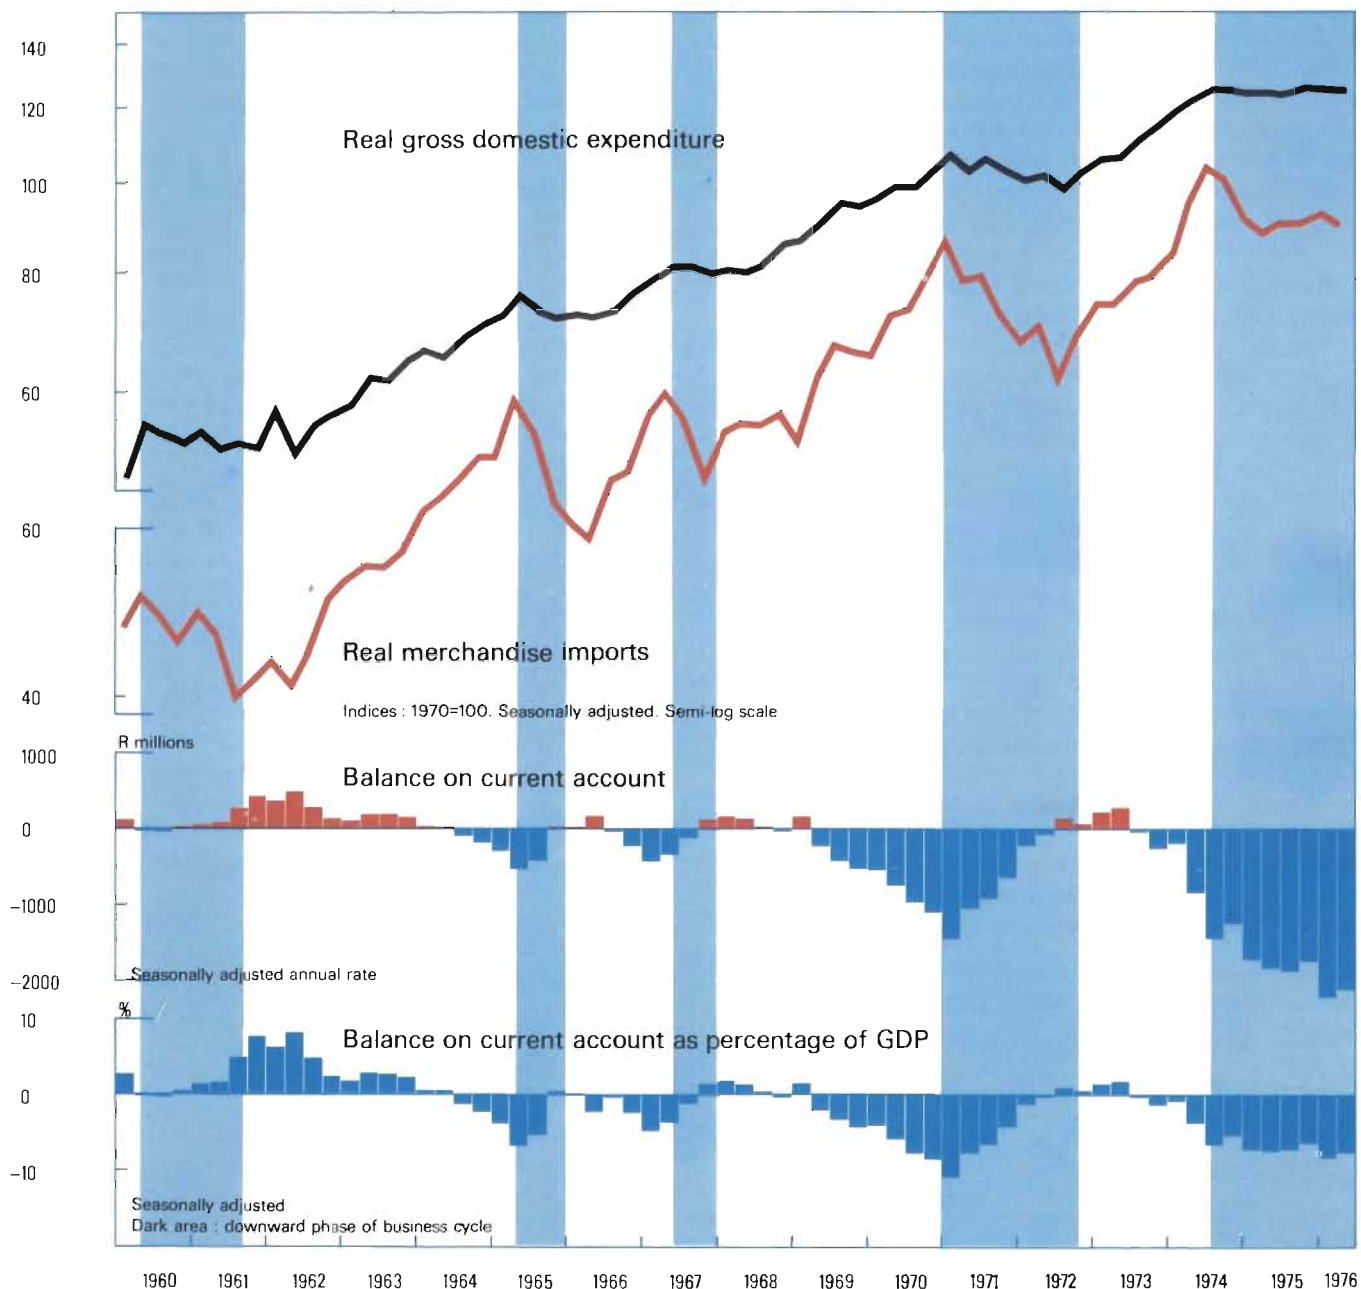 140
120
Real gross domestic expenditure
100
80
60
60
Real merchandise imports
40
Indices : 1970=100. Seasonally adjusted. Semi-log scale
R millions
1000
Balance on current account
0
-1000
Seasonally adjusted annual rate
-2000
%
10
Balance on current account as percentage of GDP
0
-10
Seasonally adjusted
Dark area : downward phase of business cycle
1960 1961 1962 1963 1964 1965 1966 1967 1968 1969 1970 1971 1972 1973 1974 1975 1976